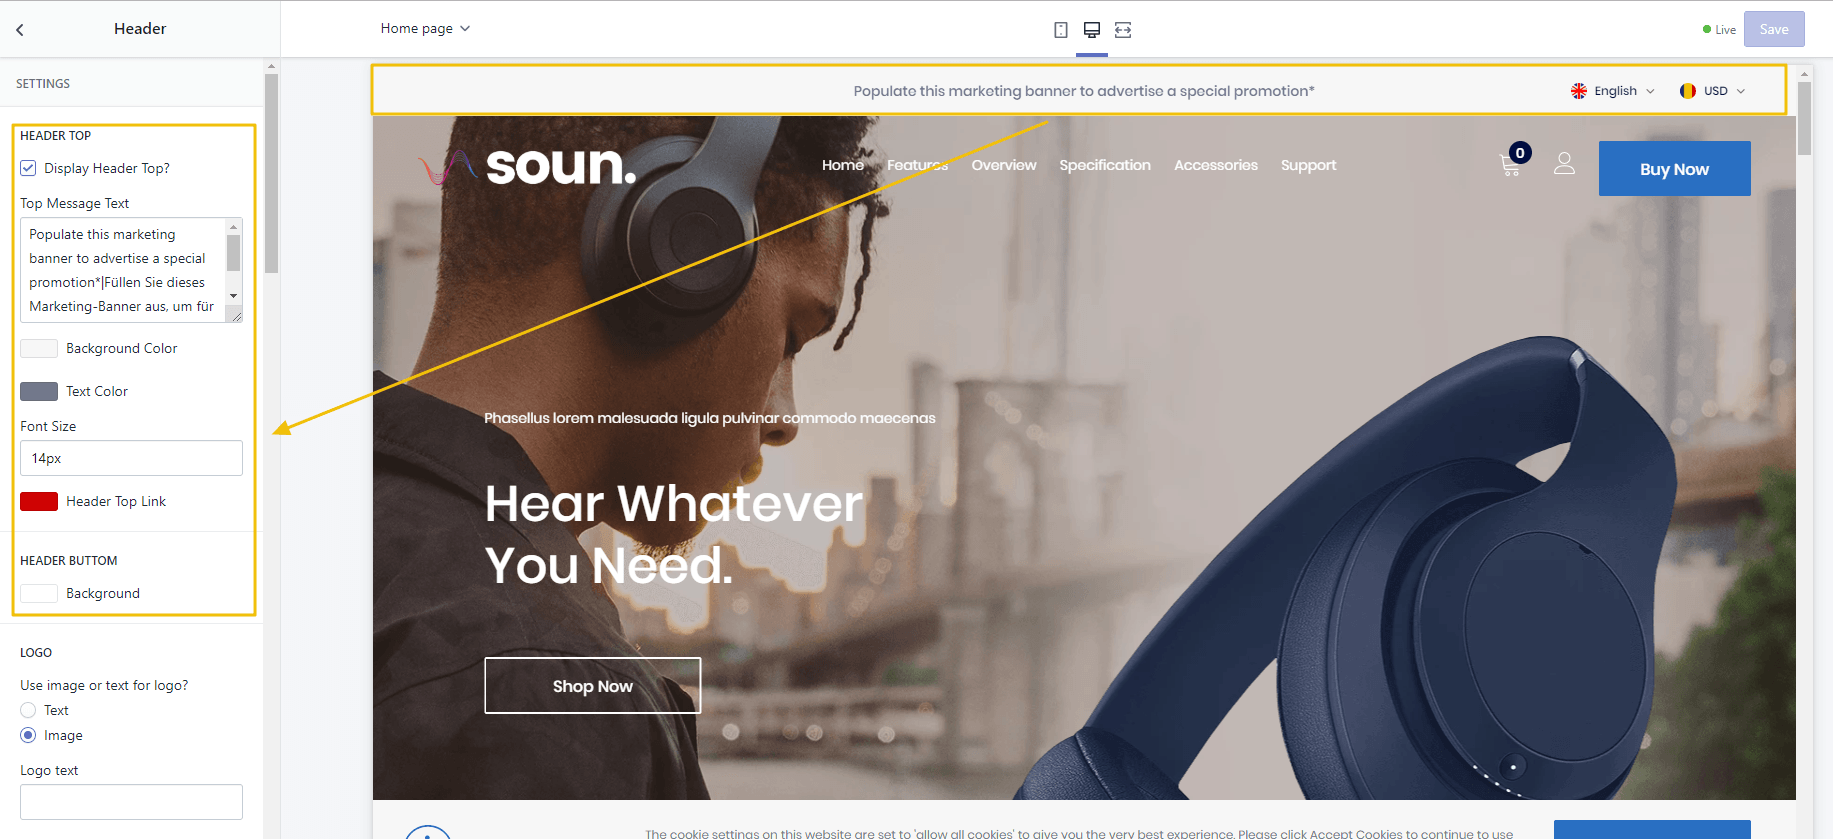 Header
Home page
Live
Save
SETTINGS
HEADER TOP
Display Header Top?
Top Message Text
Populate this marketing
banner to advertise a special
promotion*|Füllen Sie dieses
Marketing-Banner aus, um für
Background Color
Text Color
Font Size
14px
Header Top Link
HEADER BUTTOM
Background
LOGO
Use image or text for logo?
Text
Image
Logo text
Populate this marketing banner to advertise a special promotion*
English
USD
soun.
Home Features Overview Specification Accessories Support
0
Buy Now
Phasellus lorem malesuada ligula pulvinar commodo maecenas
Hear Whatever
You Need.
Shop Now
The cookie settings on this website are set to 'allow all cookies' to give you the very best experience. Please click Accept Cookies to continue to use